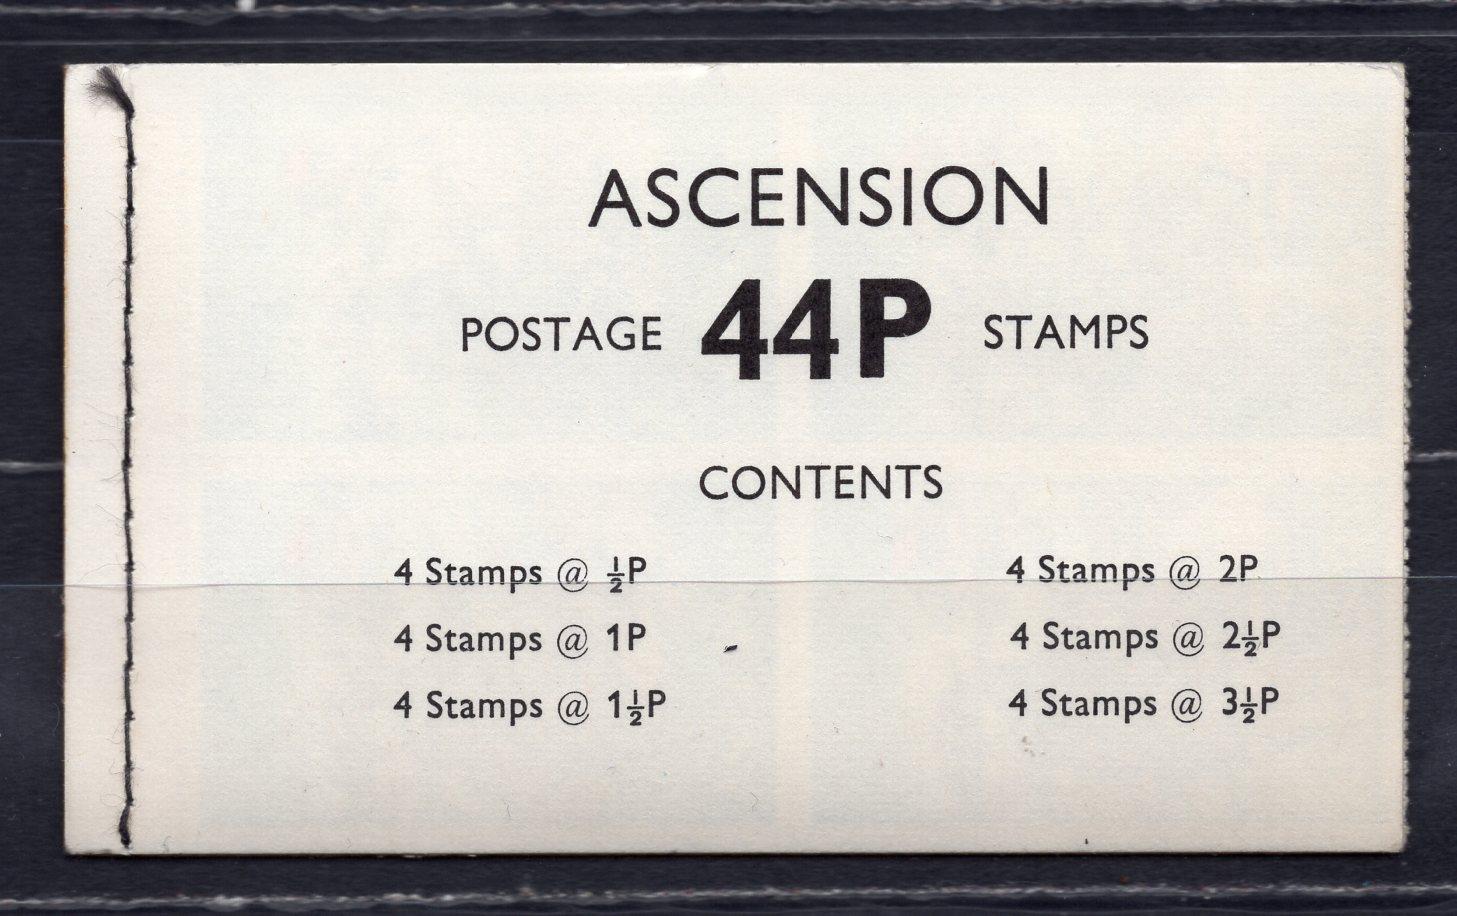 ASCENSION
POSTAGE 44P STAMPS
CONTENTS
4 Stamps @ ½P
4 Stamps @ 1P
4 Stamps @ 1½P
4 Stamps @ 2P
4 Stamps @ 2½P
4 Stamps @ 3½P